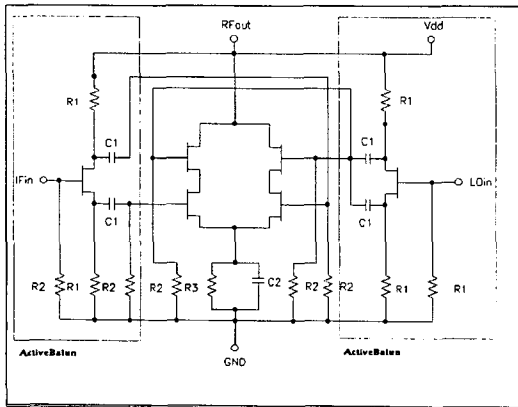 RFout
Vdd
R1
R1
C1
C1
IFin
LOin
C1
C1
R2
R1
R2
R2
R3
C2
R2
R2
R1
R1
ActiveBalun
GND
ActiveBalun